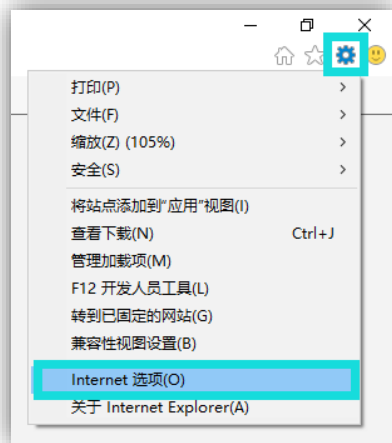 打印(P)
文件(F)
缩放(Z) (105%)
安全(S)
将站点添加到“应用”视图(I)
查看下载(N) Ctrl+J
管理加载项(M)
F12 开发人员工具(L)
转到已固定的网站(G)
兼容性视图设置(B)
Internet 选项(O)
关于 Internet Explorer(A)